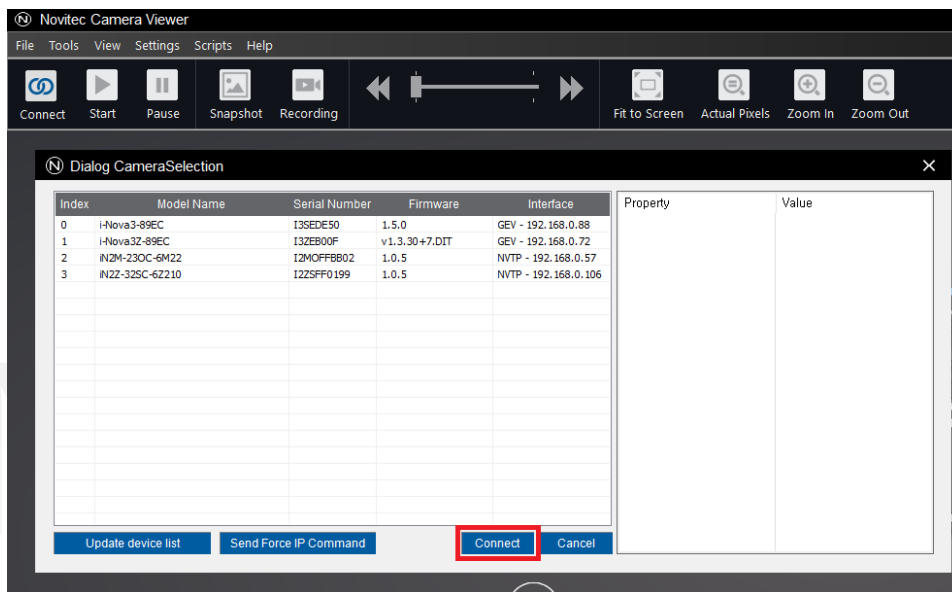 Novitec Camera Viewer
File Tools View Settings Scripts Help
Connect Start Pause Snapshot Recording Fit to Screen Actual Pixels Zoom In Zoom Out
Dialog CameraSelection
Index Model Name Serial Number Firmware Interface Property Value
0 i-Nova3-89EC I3SEDE50 1.5.0 GEV - 192.168.0.88
1 i-Nova3Z-89EC I3ZEB00F v1.3.30+7.DIT GEV - 192.168.0.72
2 iN2M-23OC-6M22 I2MOFFBB02 1.0.5 NVTP - 192.168.0.57
3 iN2Z-32SC-6Z210 I2ZSFF0199 1.0.5 NVTP - 192.168.0.106
Update device list Send Force IP Command Connect Cancel